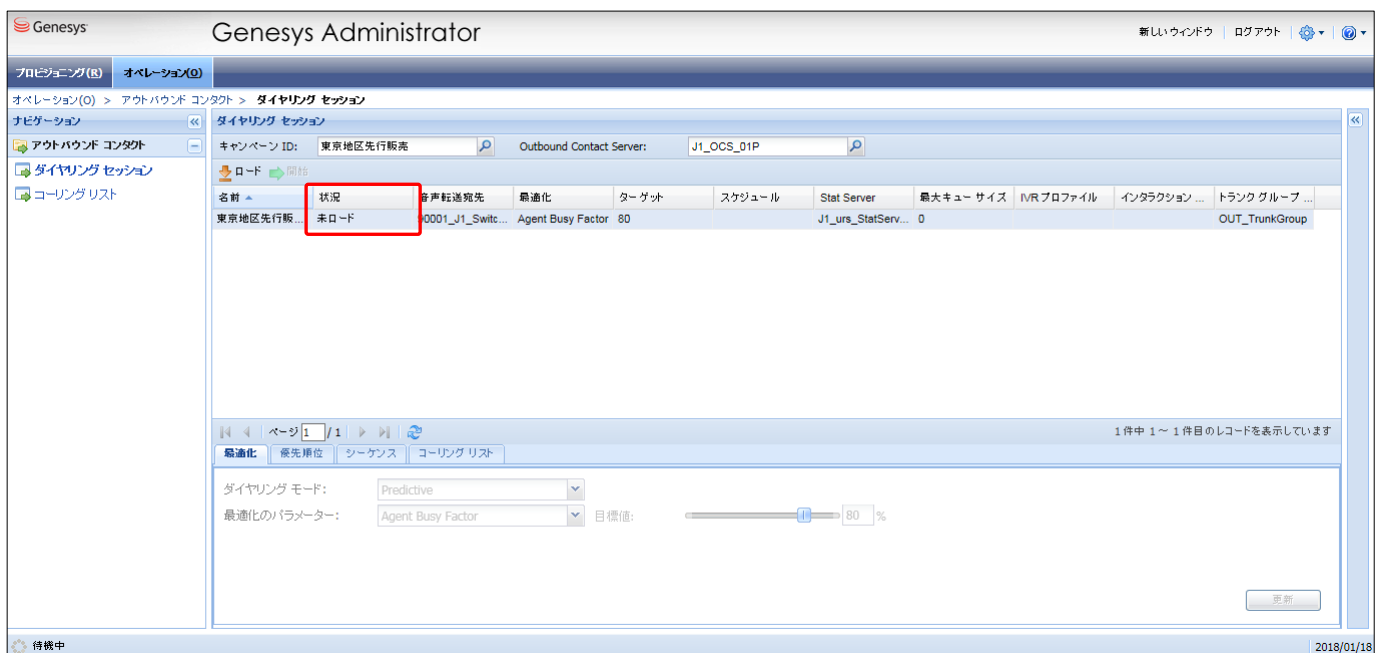 Genesys
Genesys Administrator
新しいウィンドウ ログアウト
プロビジョニング(R) オペレーション(O)
オペレーション(O) > アウトバウンド コンタクト > ダイヤリング セッション
ナビゲーション ダイヤリング セッション
アウトバウンド コンタクト キャンペーン ID: 東京地区先行販売 Outbound Contact Server: J1_OCS_01P
ダイヤリング セッション ロード 開始
コーリング リスト 名前 状況 音声転送宛先 最適化 ターゲット スケジュール Stat Server 最大キュー サイズ IVR プロファイル インタラクション ... トランク グループ ...
東京地区先行販... 未ロード 0001_J1_Switc... Agent Busy Factor 80 J1_urs_StatServ... 0 OUT_TrunkGroup
ページ 1 / 1 1 件中 1 ~ 1 件目のレコードを表示しています
最適化 優先順位 シーケンス コーリング リスト
ダイヤリング モード: Predictive
最適化のパラメーター: Agent Busy Factor 目標値: 80 %
更新
待機中 2018/01/18